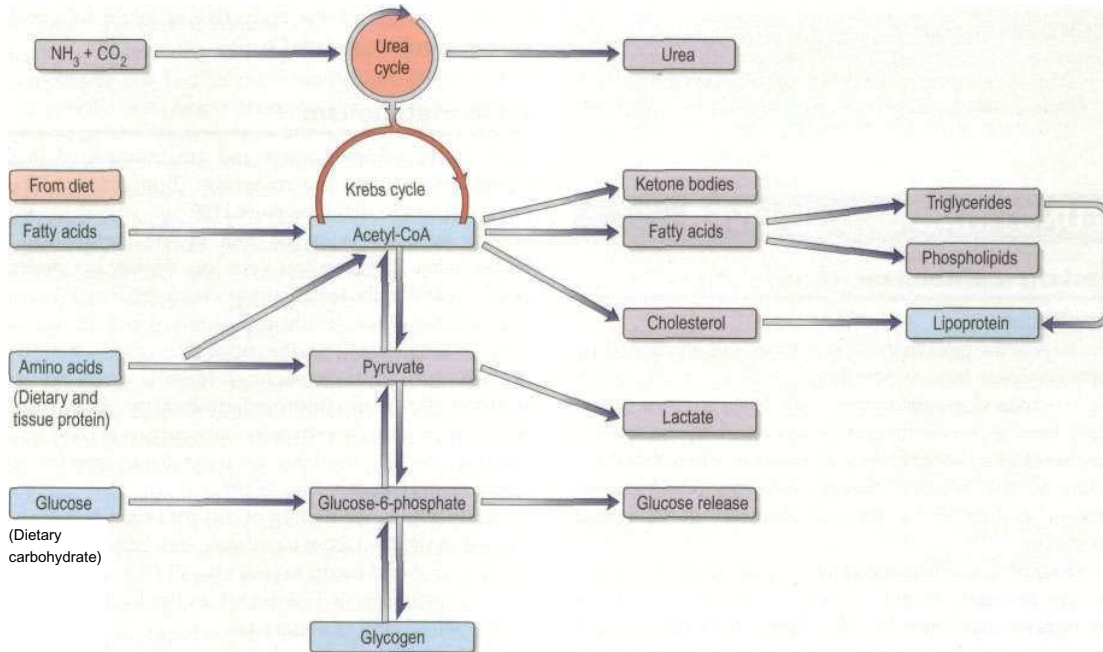 NH₃ + CO₂
Urea
cycle
Urea
From diet
Krebs cycle
Ketone bodies
Triglycerides
Fatty acids
Acetyl-CoA
Fatty acids
Phospholipids
Cholesterol
Lipoprotein
Amino acids
(Dietary and
tissue protein)
Pyruvate
Lactate
Glucose
(Dietary
carbohydrate)
Glucose-6-phosphate
Glucose release
Glycogen